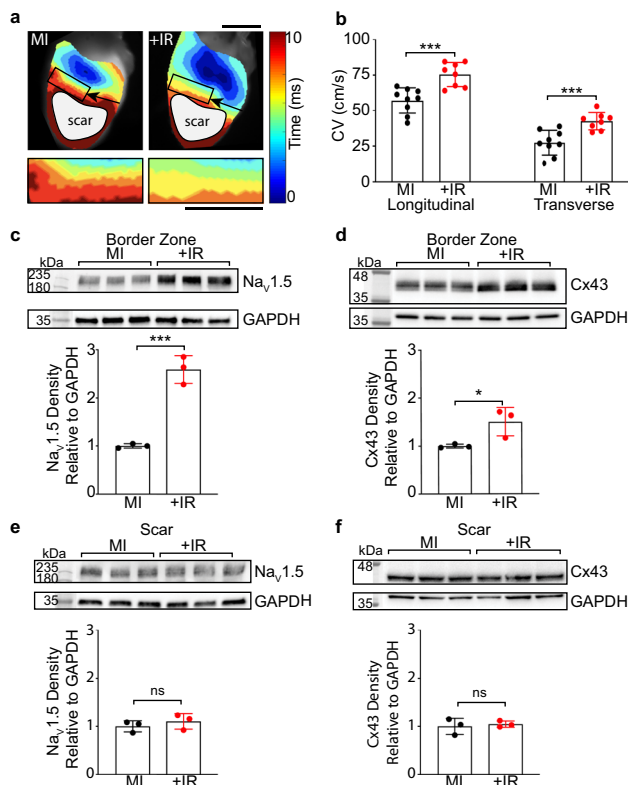 a
MI
+IR
scar
scar
10
Time (ms)
0
b
CV (cm/s)
100
75
50
25
0
***
***
MI
+IR
MI
+IR
Longitudinal
Transverse
c
Border Zone
kDa
MI
+IR
235
180
Naᵥ1.5
35
GAPDH
Naᵥ1.5 Density
Relative to GAPDH
3
2
1
0
***
MI
+IR
d
Border Zone
kDa
MI
+IR
48
35
Cx43
35
GAPDH
Cx43 Density
Relative to GAPDH
3
2
1
0
*
MI
+IR
e
Scar
kDa
MI
+IR
235
180
Naᵥ1.5
35
GAPDH
Naᵥ1.5 Density
Relative to GAPDH
3
2
1
0
ns
MI
+IR
f
Scar
kDa
MI
+IR
48
Cx43
35
GAPDH
Cx43 Density
Relative to GAPDH
3
2
1
0
ns
MI
+IR